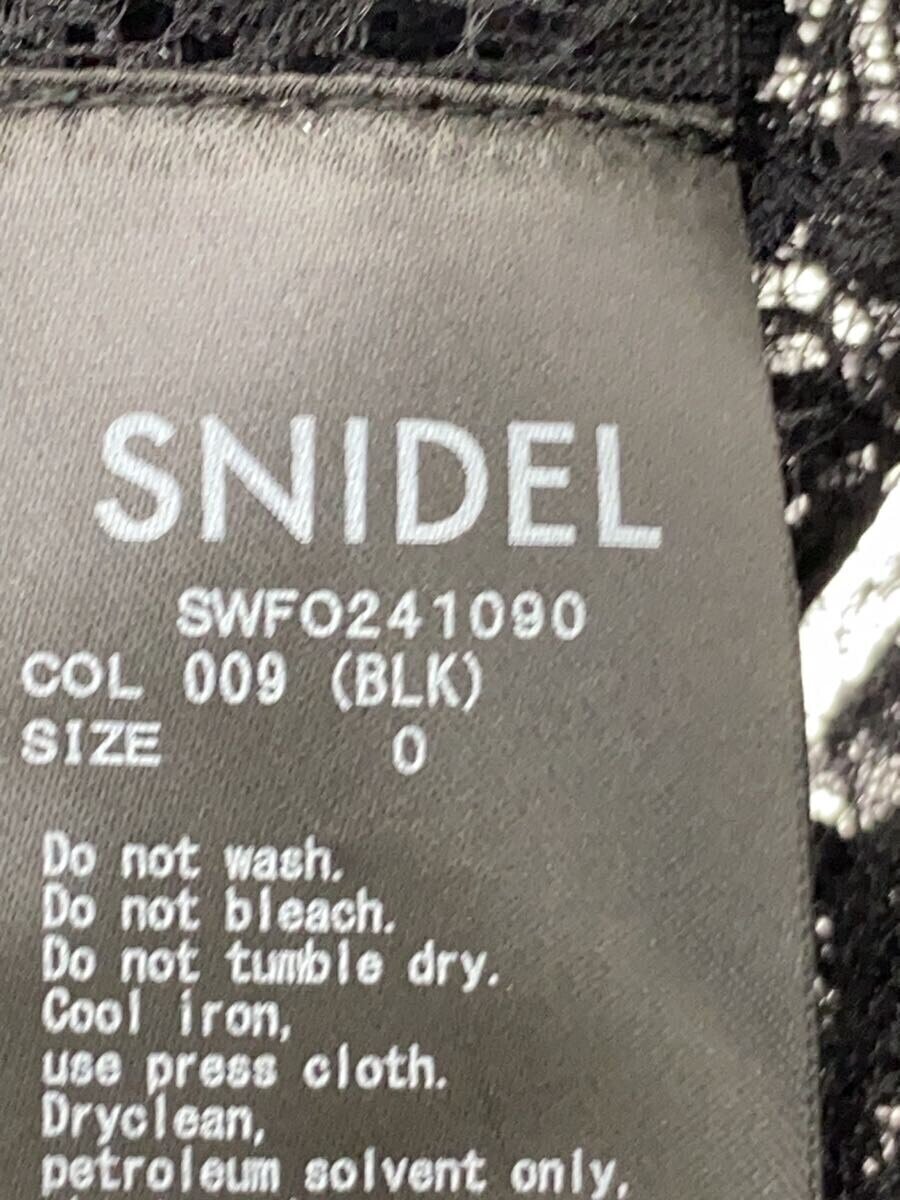 SNIDEL
SWFO241090
COL 009 (BLK)
SIZE 0
Do not wash.
Do not bleach.
Do not tumble dry.
Cool iron,
use press cloth.
Dryclean,
petroleum solvent only,